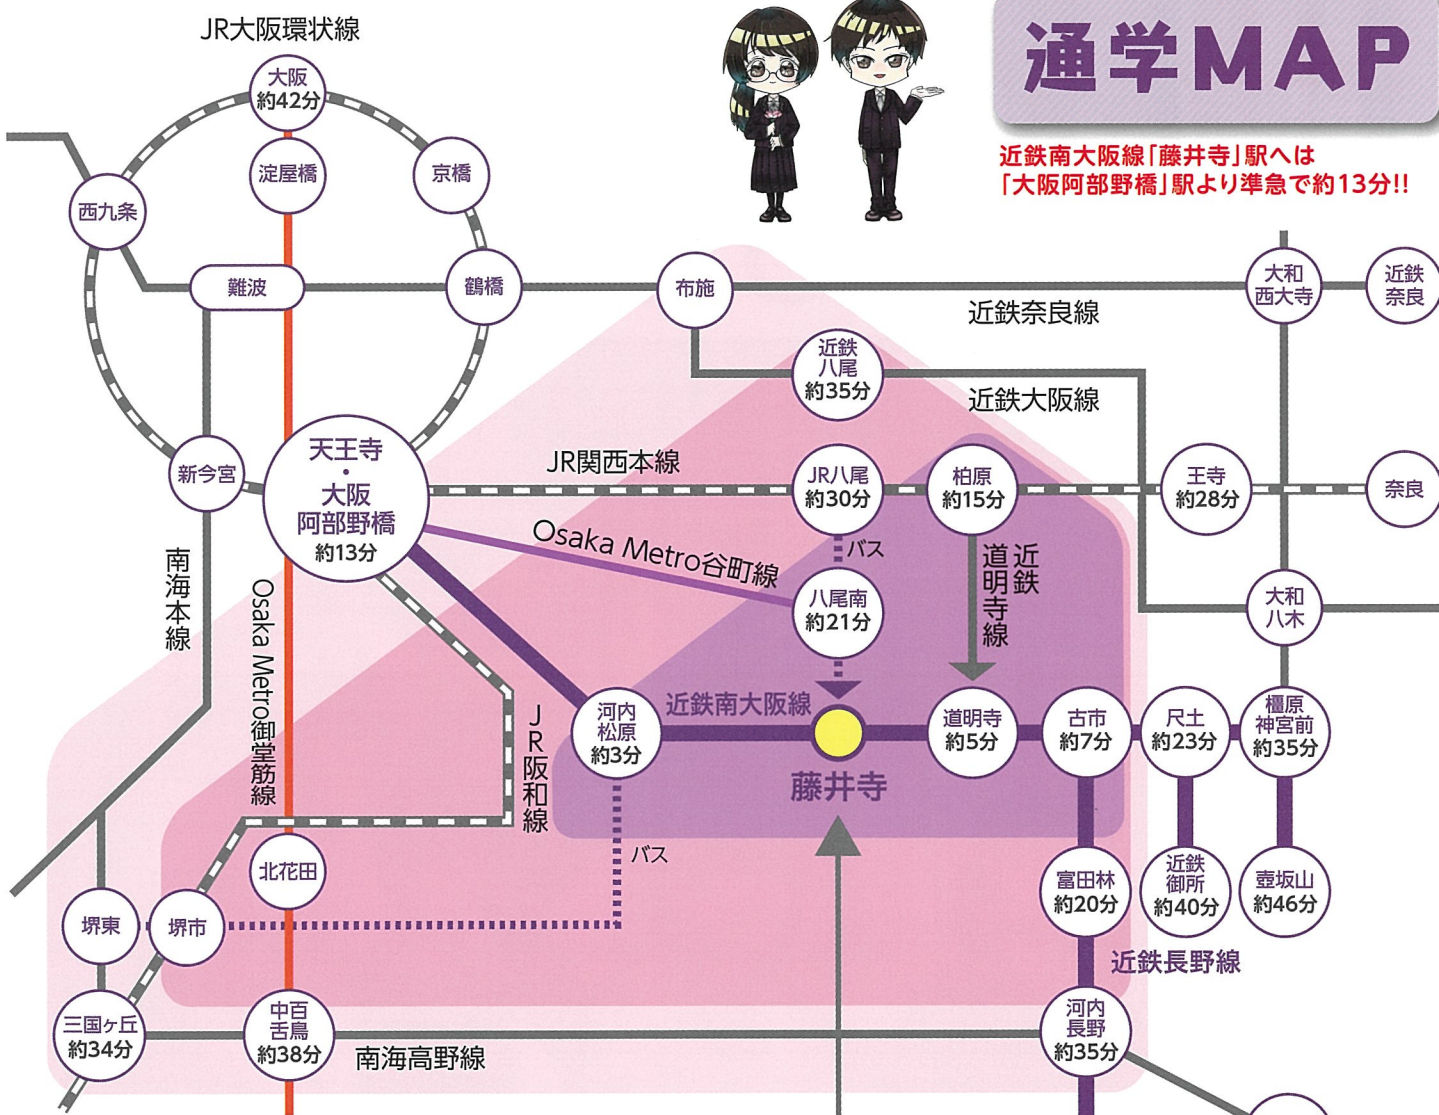 JR大阪環状線
通学MAP
近鉄南大阪線「藤井寺」駅へは
「大阪阿部野橋」駅より準急で約13分!!
大阪
約42分
淀屋橋
京橋
西九条
難波
鶴橋
布施
大和
西大寺
近鉄
奈良
近鉄奈良線
近鉄
八尾
約35分
近鉄大阪線
天王寺
・
大阪
阿部野橋
約13分
新今宮
JR関西本線
JR八尾
約30分
柏原
約15分
王寺
約28分
奈良
バス
Osaka Metro谷町線
八尾南
約21分
近鉄
道明寺線
大和
八木
南海本線
Osaka Metro御堂筋線
JR阪和線
河内
松原
約3分
近鉄南大阪線
藤井寺
道明寺
約5分
古市
約7分
尺土
約23分
橿原
神宮前
約35分
バス
北花田
富田林
約20分
近鉄
御所
約40分
壺坂山
約46分
堺東
堺市
近鉄長野線
三国ヶ丘
約34分
中百
舌鳥
約38分
南海高野線
河内
長野
約35分